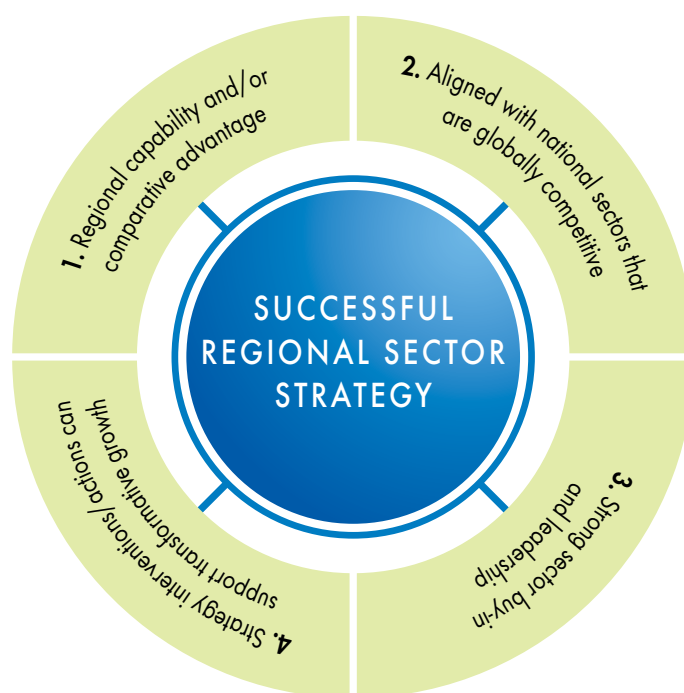 1. Regional capability and/or
comparative advantage
2. Aligned with national sectors that
are globally competitive
SUCCESSFUL
REGIONAL SECTOR
STRATEGY
3. Strong sector buy-in
and leadership
4. Strategy interventions/actions can
support transformative growth